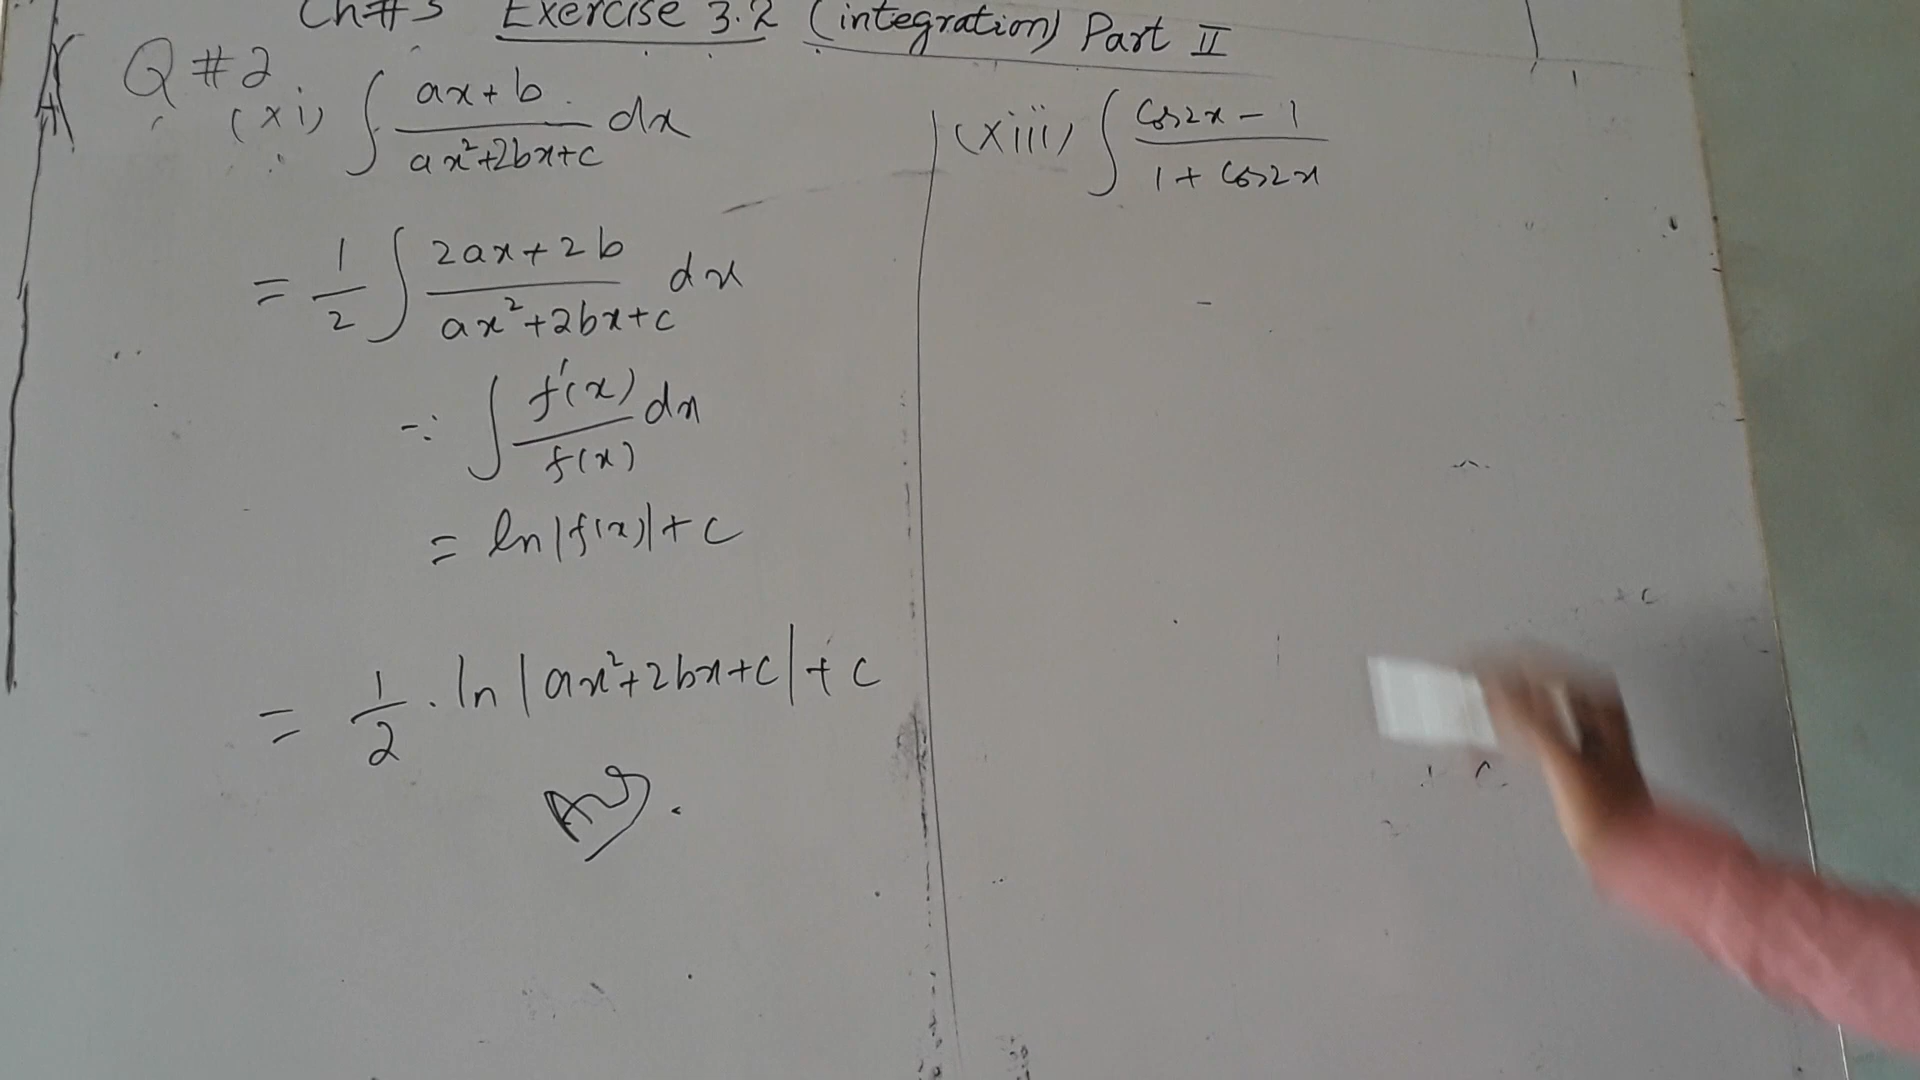 Ch#3 Exercise 3.2 (integration) Part II
Q #2
(xi) ∫ (ax+b)/(ax²+2bx+c) dx
= 1/2 ∫ (2ax+2b)/(ax²+2bx+c) dx
∵ ∫ f'(x)/f(x) dx
= ln|f(x)|+c
= 1/2 . ln|ax²+2bx+c|+c
Ans.
(xiii) ∫ (Cos2x-1)/(1+Cos2x)